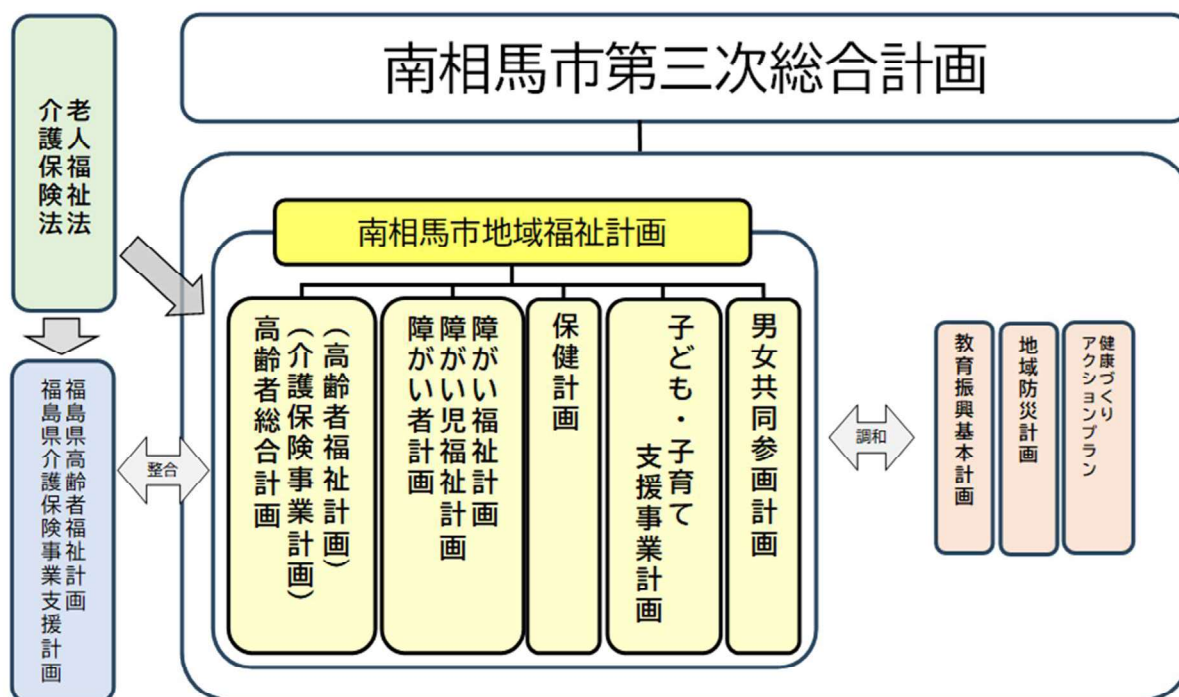 南相馬市第三次総合計画
老人福祉法
介護保険法
南相馬市地域福祉計画
高齢者総合計画
(介護保険事業計画)
(高齢者福祉計画)
障がい者計画
障がい児福祉計画
障がい福祉計画
保健計画
子ども・子育て
支援事業計画
男女共同参画計画
教育振興基本計画
地域防災計画
健康づくり
アクションプラン
調和
整合
福島県高齢者福祉計画
福島県介護保険事業支援計画